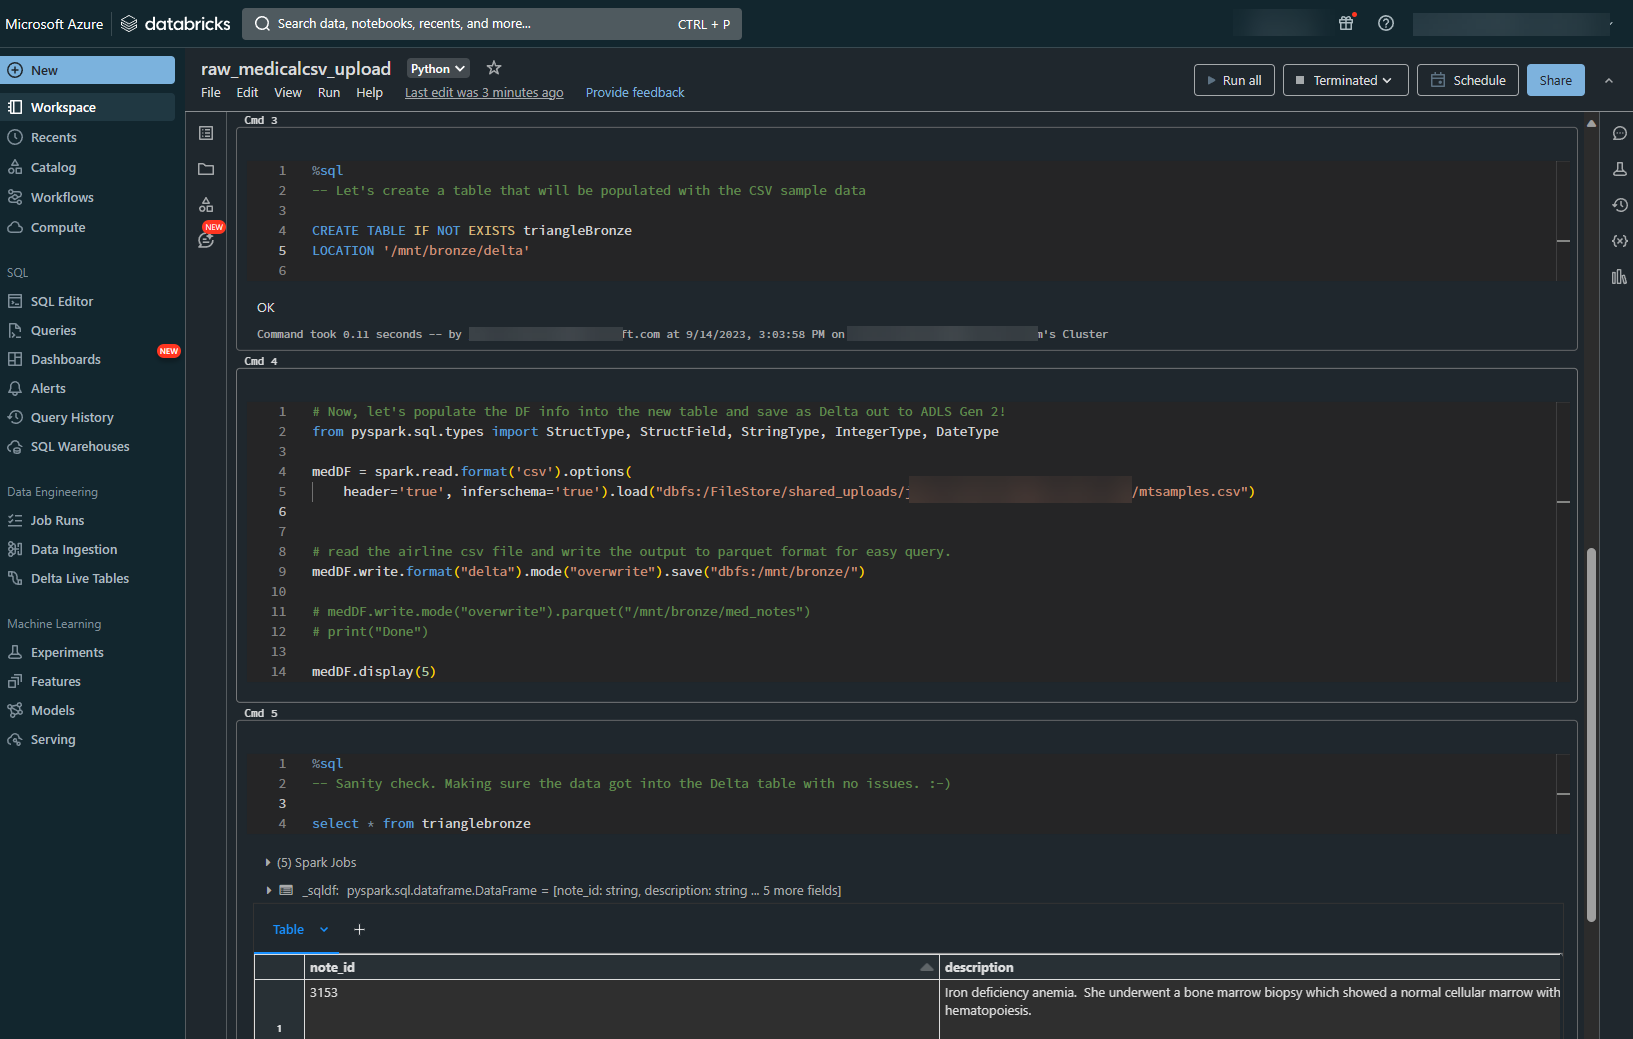 Microsoft Azure databricks Search data, notebooks, recents, and more... CTRL + P
New
Workspace
Recents
Catalog
Workflows
Compute
SQL
SQL Editor
Queries
Dashboards NEW
Alerts
Query History
SQL Warehouses
Data Engineering
Job Runs
Data Ingestion
Delta Live Tables
Machine Learning
Experiments
Features
Models
Serving
raw_medicalcsv_upload Python
File Edit View Run Help Last edit was 3 minutes ago Provide feedback
Run all Terminated Schedule Share
NEW
Cmd 3
1 %sql
2 -- Let's create a table that will be populated with the CSV sample data
3
4 CREATE TABLE IF NOT EXISTS triangleBronze
5 LOCATION '/mnt/bronze/delta'
6
OK
Command took 0.11 seconds -- by ft.com at 9/14/2023, 3:03:58 PM on m's Cluster
Cmd 4
1 # Now, let's populate the DF info into the new table and save as Delta out to ADLS Gen 2!
2 from pyspark.sql.types import StructType, StructField, StringType, IntegerType, DateType
3
4 medDF = spark.read.format('csv').options(
5 header='true', inferschema='true').load("dbfs:/FileStore/shared_uploads/j /mtsamples.csv")
6
7
8 # read the airline csv file and write the output to parquet format for easy query.
9 medDF.write.format("delta").mode("overwrite").save("dbfs:/mnt/bronze/")
10
11 # medDF.write.mode("overwrite").parquet("/mnt/bronze/med_notes")
12 # print("Done")
13
14 medDF.display(5)
Cmd 5
1 %sql
2 -- Sanity check. Making sure the data got into the Delta table with no issues. :-)
3
4 select * from trianglebronze
(5) Spark Jobs
_sqldf: pyspark.sql.dataframe.DataFrame = [note_id: string, description: string ... 5 more fields]
Table +
note_id description
3153 Iron deficiency anemia. She underwent a bone marrow biopsy which showed a normal cellular marrow with
hematopoiesis.
1